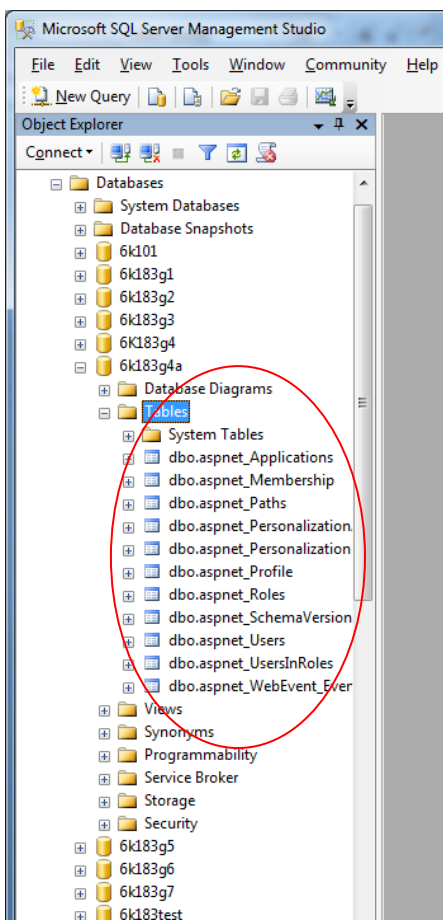 Microsoft SQL Server Management Studio
File Edit View Tools Window Community Help
New Query
Object Explorer
Connect
Databases
System Databases
Database Snapshots
6k101
6k183g1
6k183g2
6k183g3
6K183g4
6k183g4a
Database Diagrams
Tables
System Tables
dbo.aspnet_Applications
dbo.aspnet_Membership
dbo.aspnet_Paths
dbo.aspnet_Personalization
dbo.aspnet_Personalization
dbo.aspnet_Profile
dbo.aspnet_Roles
dbo.aspnet_SchemaVersion
dbo.aspnet_Users
dbo.aspnet_UsersInRoles
dbo.aspnet_WebEvent_Ever
Views
Synonyms
Programmability
Service Broker
Storage
Security
6k183g5
6k183g6
6k183g7
6k183test